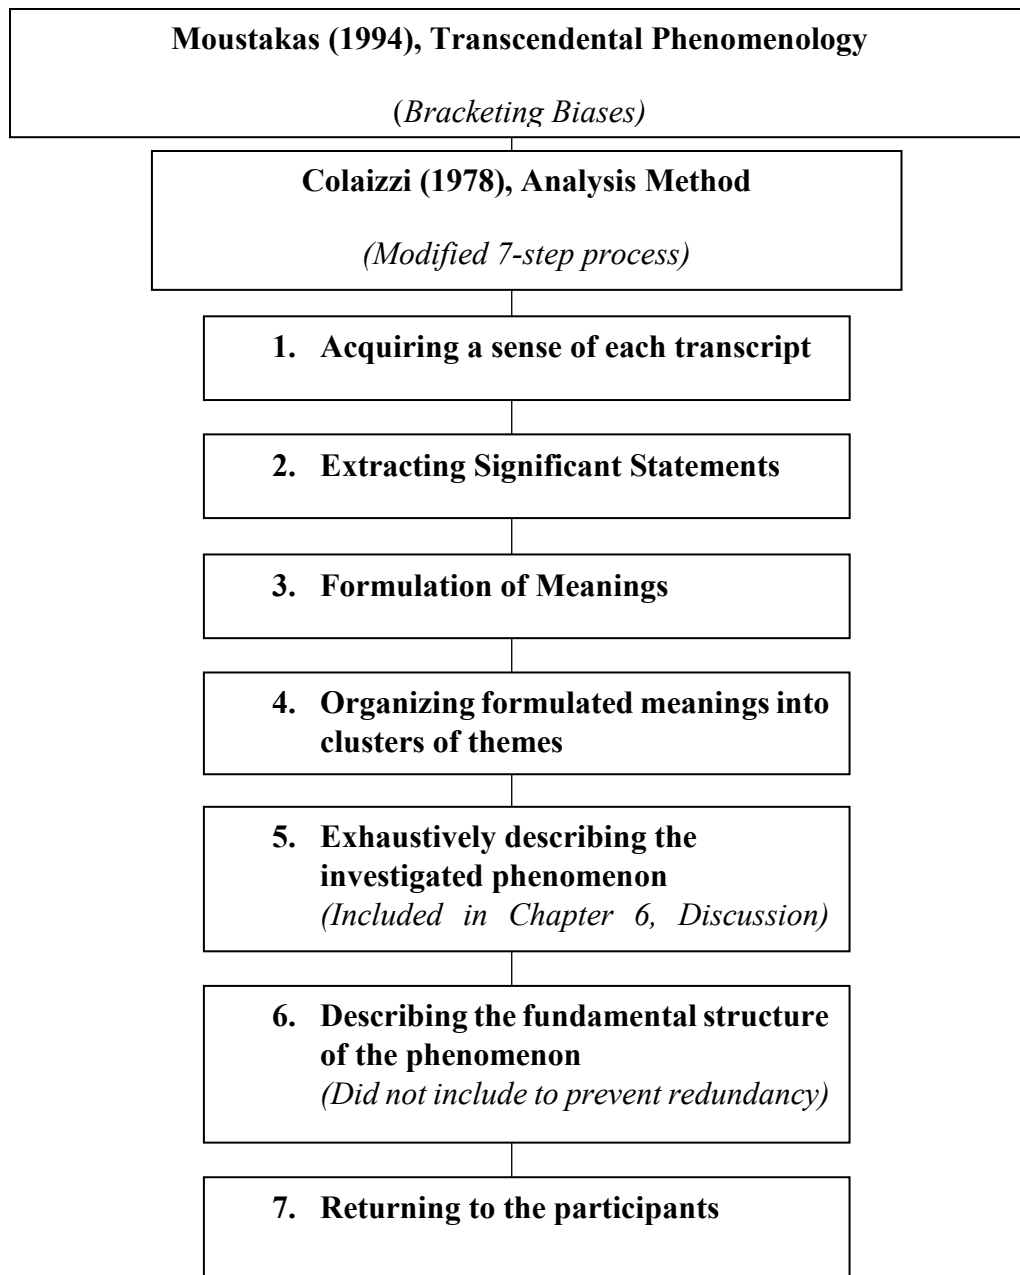 Moustakas (1994), Transcendental Phenomenology
(Bracketing Biases)
Colaizzi (1978), Analysis Method
(Modified 7-step process)
1. Acquiring a sense of each transcript
2. Extracting Significant Statements
3. Formulation of Meanings
4. Organizing formulated meanings into
clusters of themes
5. Exhaustively describing the
investigated phenomenon
(Included in Chapter 6, Discussion)
6. Describing the fundamental structure
of the phenomenon
(Did not include to prevent redundancy)
7. Returning to the participants